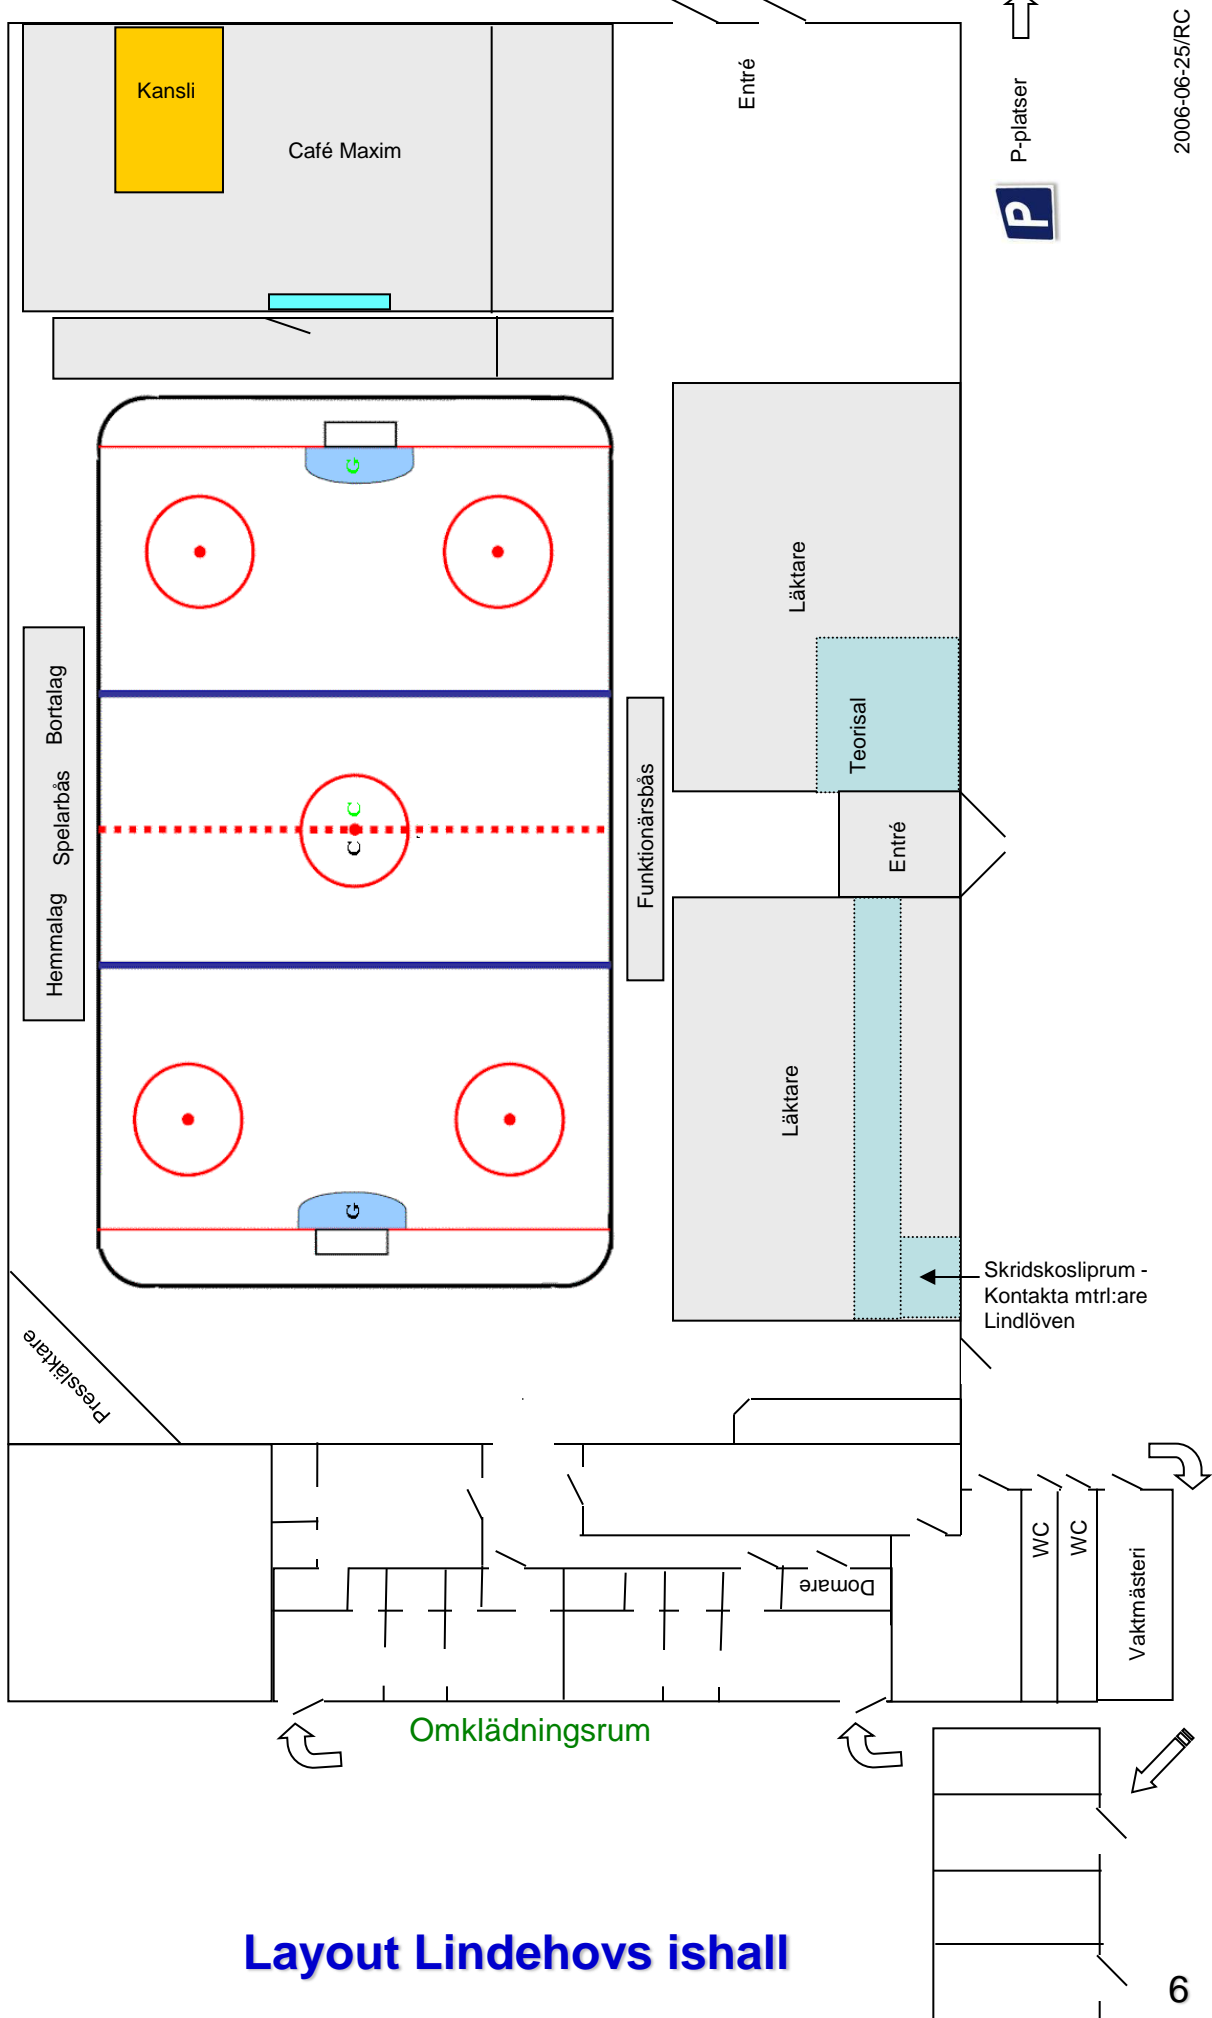 2006-06-25/RC
P-platser
P
Entré
Kansli
Café Maxim
G
Läktare
Teorisal
Hemmalag Spelarbås Bortalag
C C
Funktionärsbås
Entré
Läktare
G
Skridskosliprum -
Kontakta mtrl:are
Lindlöven
Pressläktare
WC
WC
Vaktmästeri
Domare
Omklädningsrum
Layout Lindehovs ishall
6